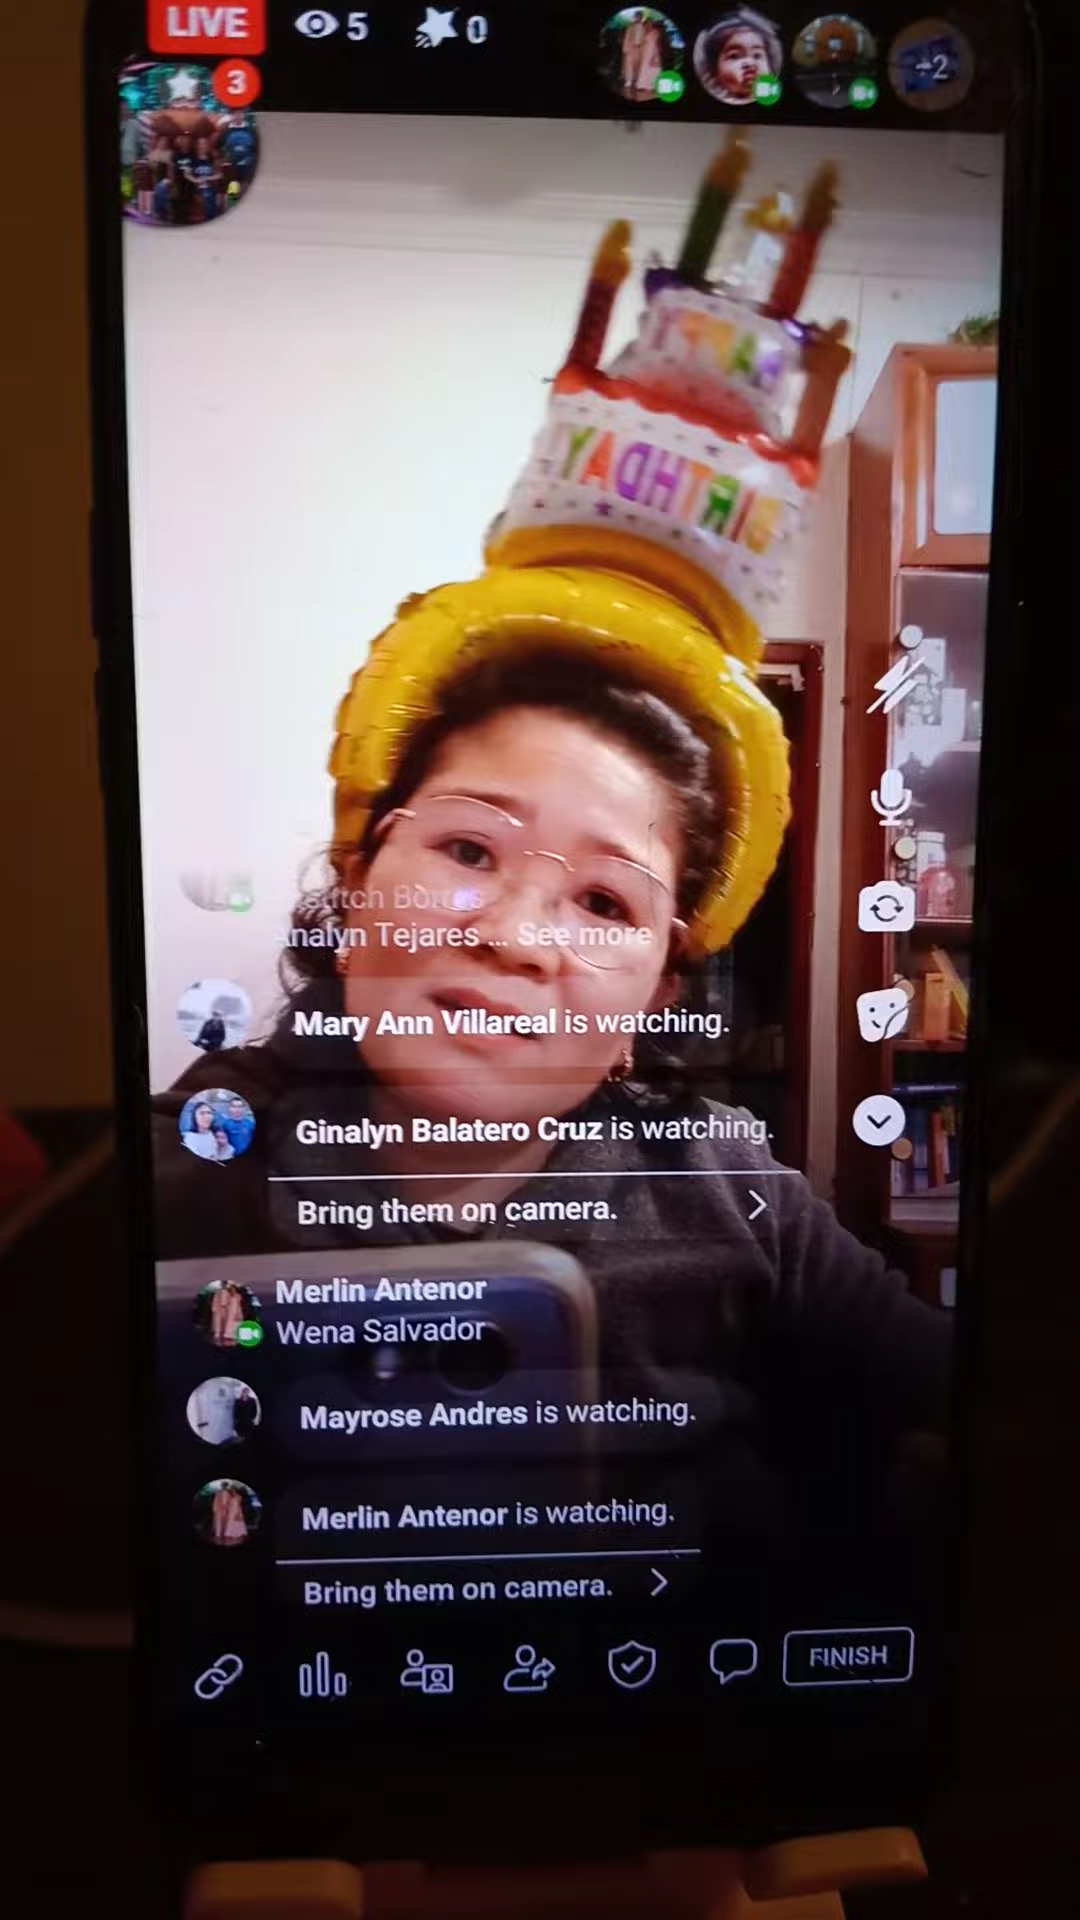 LIVE
5
0
+2
3
BIRTHDAY
Analyn Tejares ... See more
Mary Ann Villareal is watching.
Ginalyn Balatero Cruz is watching.
Bring them on camera.
Merlin Antenor
Wena Salvador
Mayrose Andres is watching.
Merlin Antenor is watching.
Bring them on camera.
FINISH